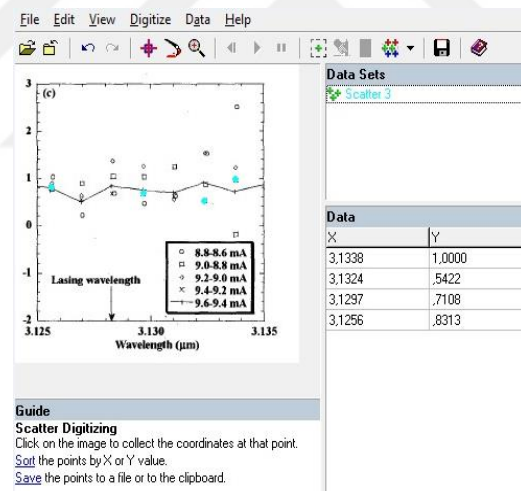 File Edit View Digitize Data Help
Data Sets
Scatter 3
3
(c)
2
1
0
-1
-2
8.8-8.6 mA
9.0-8.8 mA
9.2-9.0 mA
9.4-9.2 mA
9.6-9.4 mA
Lasing wavelength
3.125 3.130 3.135
Wavelength (μm)
Data
X Y
3,1338 1,0000
3,1324 ,5422
3,1297 ,7108
3,1256 ,8313
Guide
Scatter Digitizing
Click on the image to collect the coordinates at that point.
Sort the points by X or Y value.
Save the points to a file or to the clipboard.